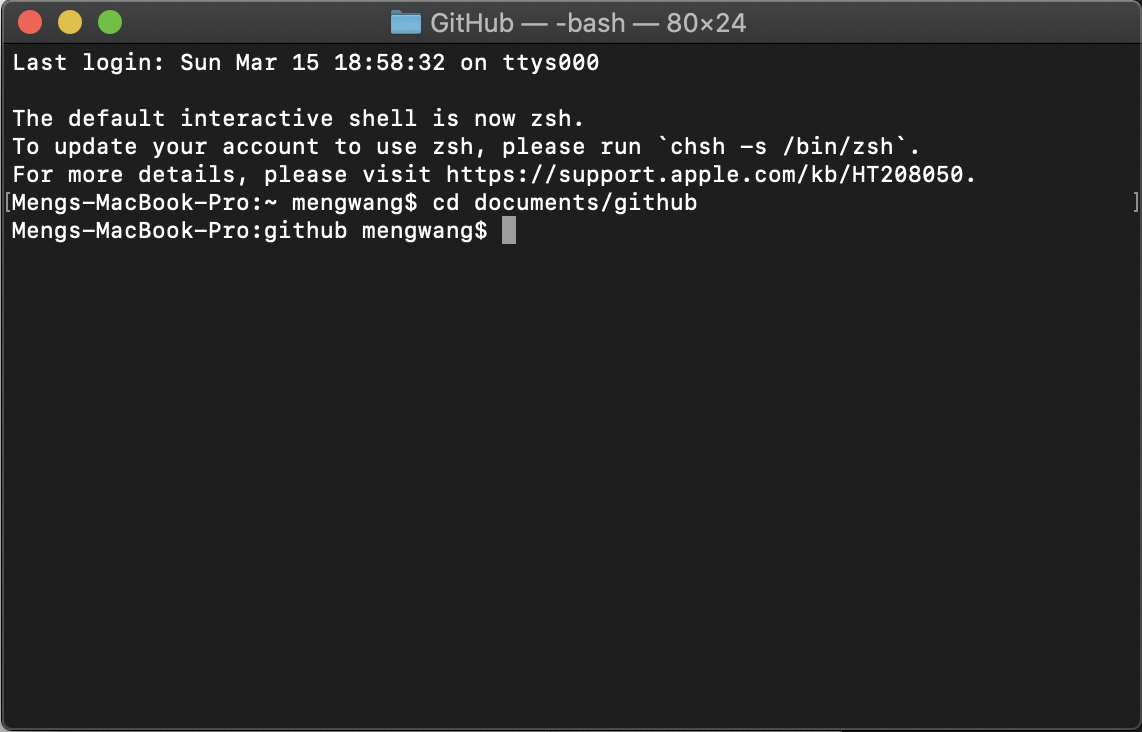 GitHub — -bash — 80×24
Last login: Sun Mar 15 18:58:32 on ttys000
The default interactive shell is now zsh.
To update your account to use zsh, please run `chsh -s /bin/zsh`.
For more details, please visit https://support.apple.com/kb/HT208050.
[Mengs-MacBook-Pro:~ mengwang$ cd documents/github ]
Mengs-MacBook-Pro:github mengwang$